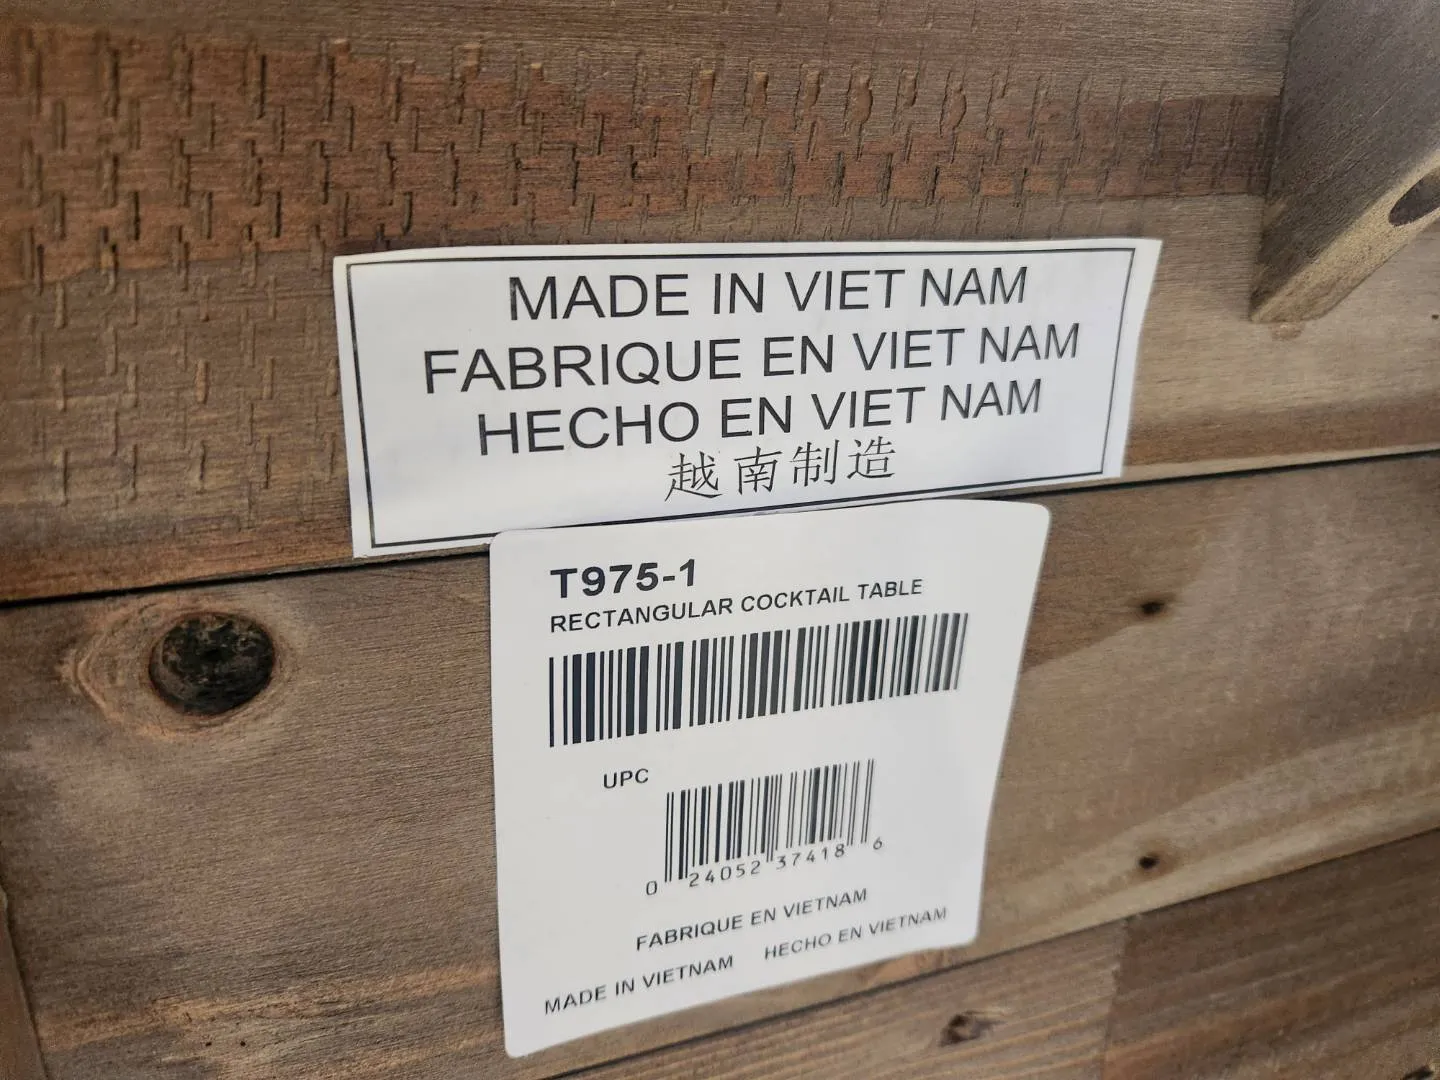 MADE IN VIET NAM
FABRIQUE EN VIET NAM
HECHO EN VIET NAM
越南制造
T975-1
RECTANGULAR COCKTAIL TABLE
UPC
0 24052 37418 6
FABRIQUE EN VIETNAM
MADE IN VIETNAM HECHO EN VIETNAM